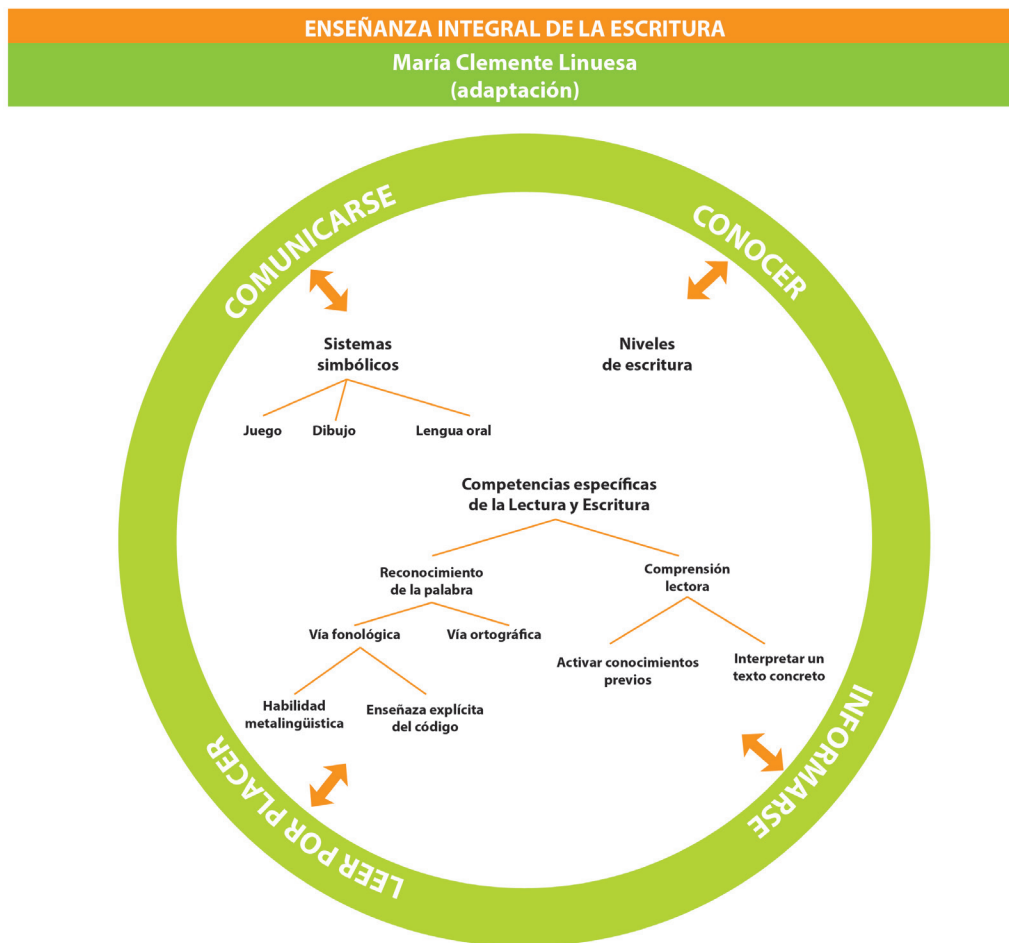 ENSEÑANZA INTEGRAL DE LA ESCRITURA
María Clemente Linuesa
(adaptación)
COMUNICARSE
CONOCER
Sistemas
simbólicos
Niveles
de escritura
Juego
Dibujo
Lengua oral
Competencias específicas
de la Lectura y Escritura
Reconocimiento
de la palabra
Comprensión
lectora
Vía fonológica
Vía ortográfica
Activar conocimientos
previos
Interpretar un
texto concreto
Habilidad
metalingüistica
Enseñaza explícita
del código
LEER POR PLACER
INFORMARSE